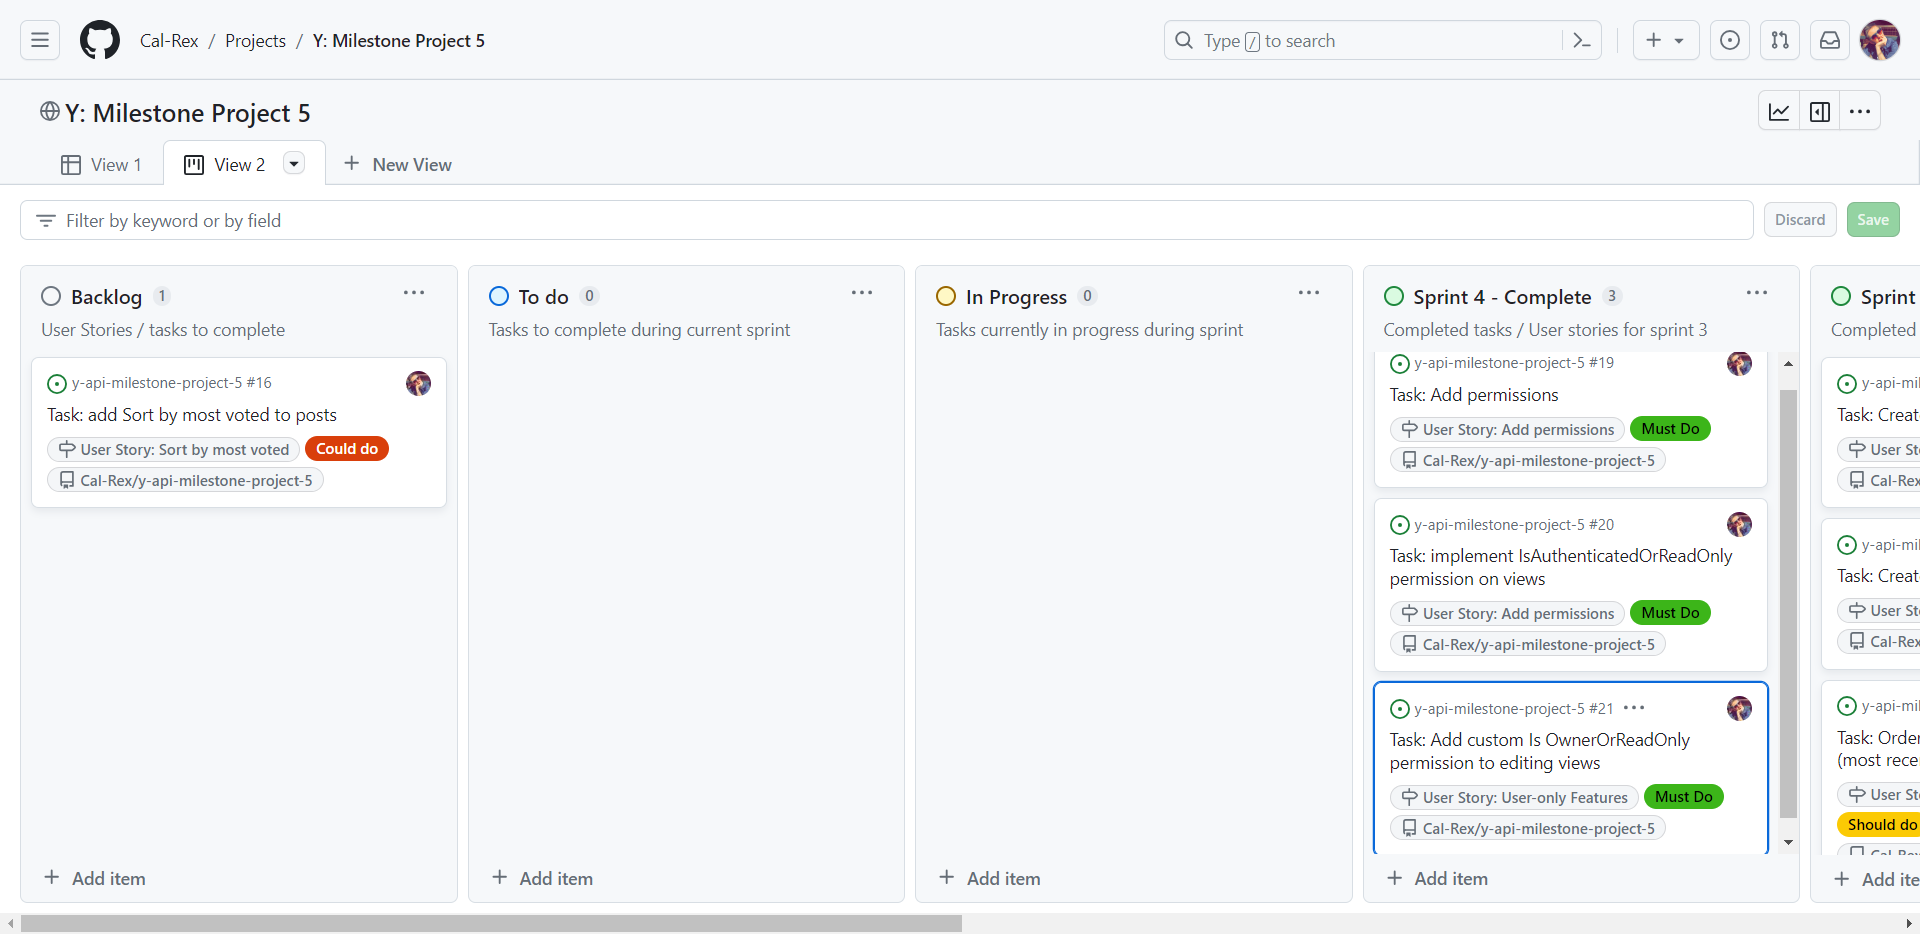 Cal-Rex / Projects / Y: Milestone Project 5
Type / to search
Y: Milestone Project 5
View 1
View 2
New View
Filter by keyword or by field
Discard
Save
Backlog 1
User Stories / tasks to complete
y-api-milestone-project-5 #16
Task: add Sort by most voted to posts
User Story: Sort by most voted
Could do
Cal-Rex/y-api-milestone-project-5
Add item
To do 0
Tasks to complete during current sprint
Add item
In Progress 0
Tasks currently in progress during sprint
Add item
Sprint 4 - Complete 3
Completed tasks / User stories for sprint 3
y-api-milestone-project-5 #19
Task: Add permissions
User Story: Add permissions
Must Do
Cal-Rex/y-api-milestone-project-5
y-api-milestone-project-5 #20
Task: implement IsAuthenticatedOrReadOnly
permission on views
User Story: Add permissions
Must Do
Cal-Rex/y-api-milestone-project-5
y-api-milestone-project-5 #21
Task: Add custom Is OwnerOrReadOnly
permission to editing views
User Story: User-only Features
Must Do
Cal-Rex/y-api-milestone-project-5
Add item
Sprint
Completed
y-api-mil
Task: Creat
User Sto
Cal-Rex
y-api-mil
Task: Creat
User Sto
Cal-Rex
y-api-mil
Task: Order
(most rece
User Sto
Should do
Add ite